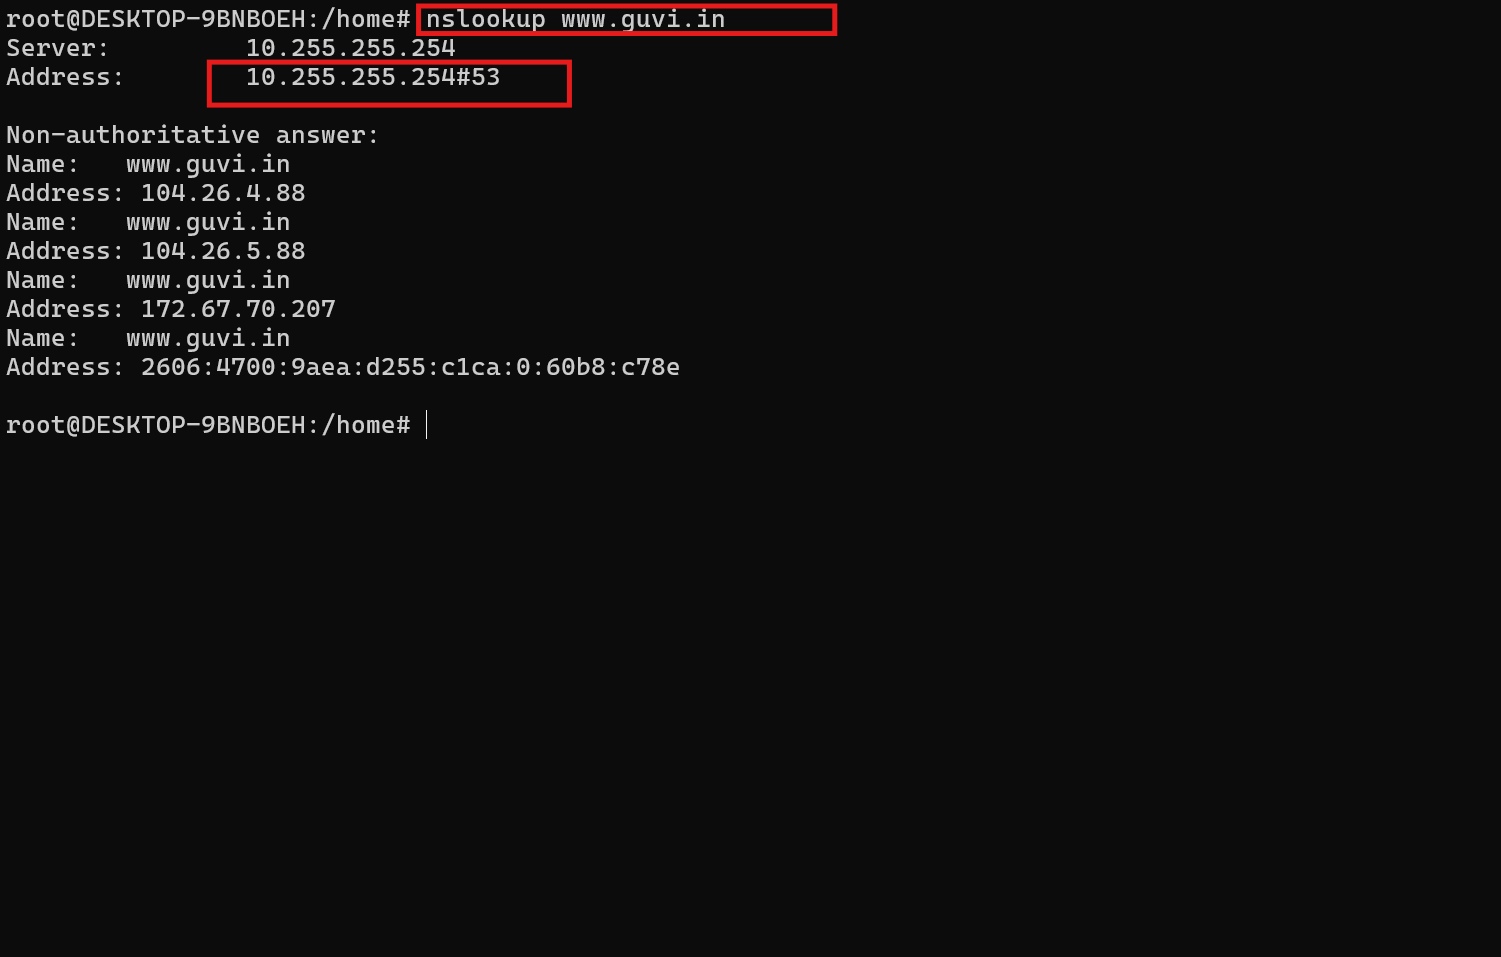 root@DESKTOP-9BNBOEH:/home# nslookup www.guvi.in
Server:         10.255.255.254
Address:        10.255.255.254#53

Non-authoritative answer:
Name:   www.guvi.in
Address: 104.26.4.88
Name:   www.guvi.in
Address: 104.26.5.88
Name:   www.guvi.in
Address: 172.67.70.207
Name:   www.guvi.in
Address: 2606:4700:9aea:d255:c1ca:0:60b8:c78e

root@DESKTOP-9BNBOEH:/home#